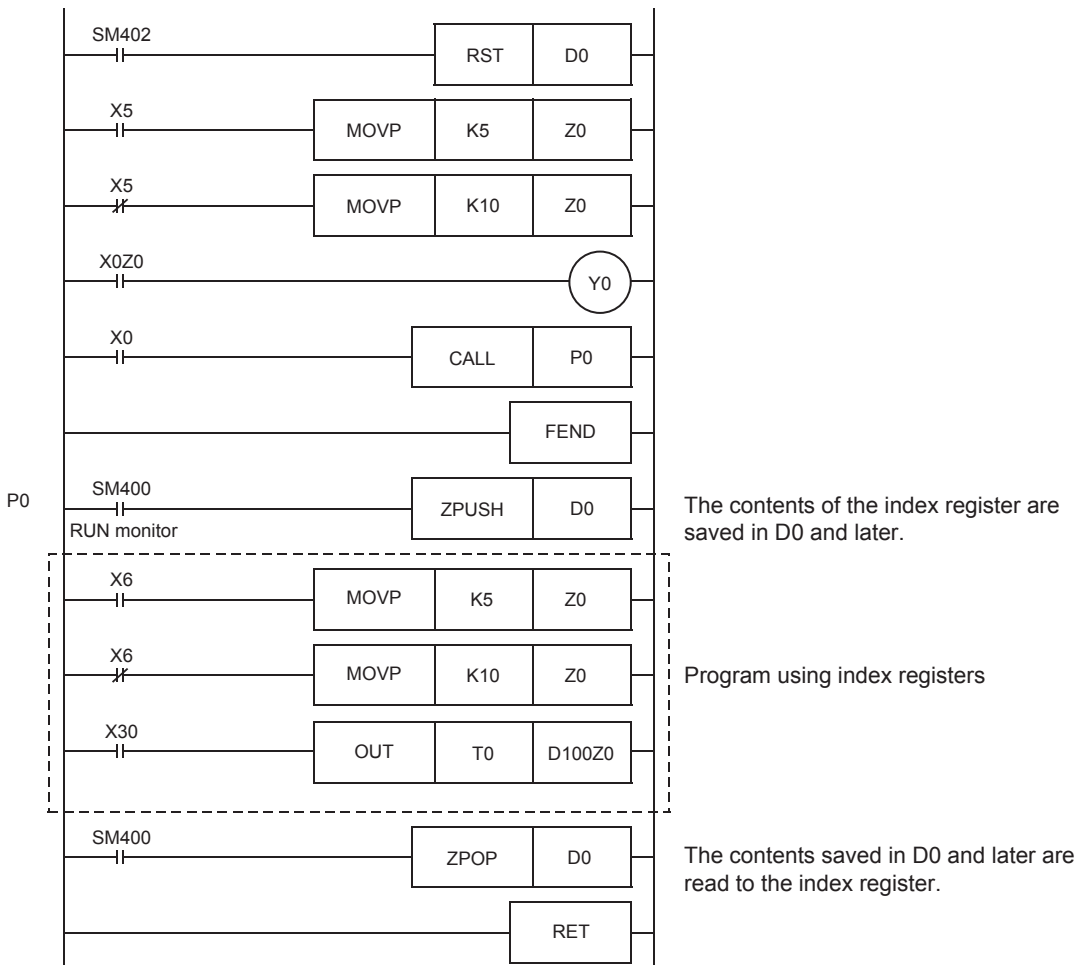 SM402
RST D0
X5
MOVP K5 Z0
X5
MOVP K10 Z0
X0Z0
Y0
X0
CALL P0
FEND
P0
SM400
ZPUSH D0
RUN monitor
The contents of the index register are
saved in D0 and later.
X6
MOVP K5 Z0
X6
MOVP K10 Z0
Program using index registers
X30
OUT T0 D100Z0
SM400
ZPOP D0
The contents saved in D0 and later are
read to the index register.
RET